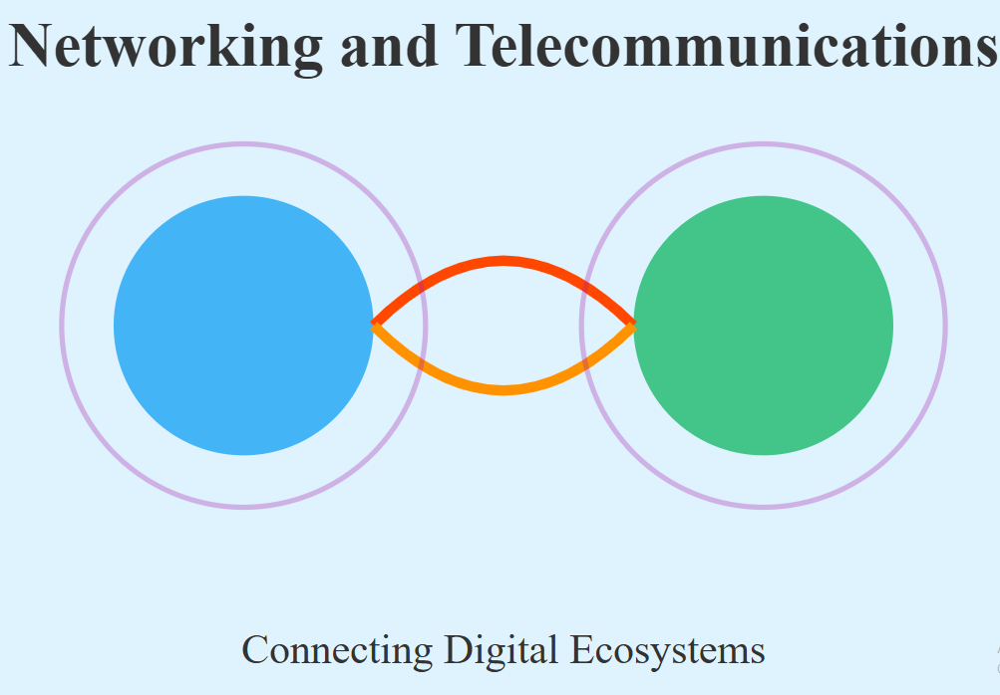 Networking and Telecommunications
Connecting Digital Ecosystems